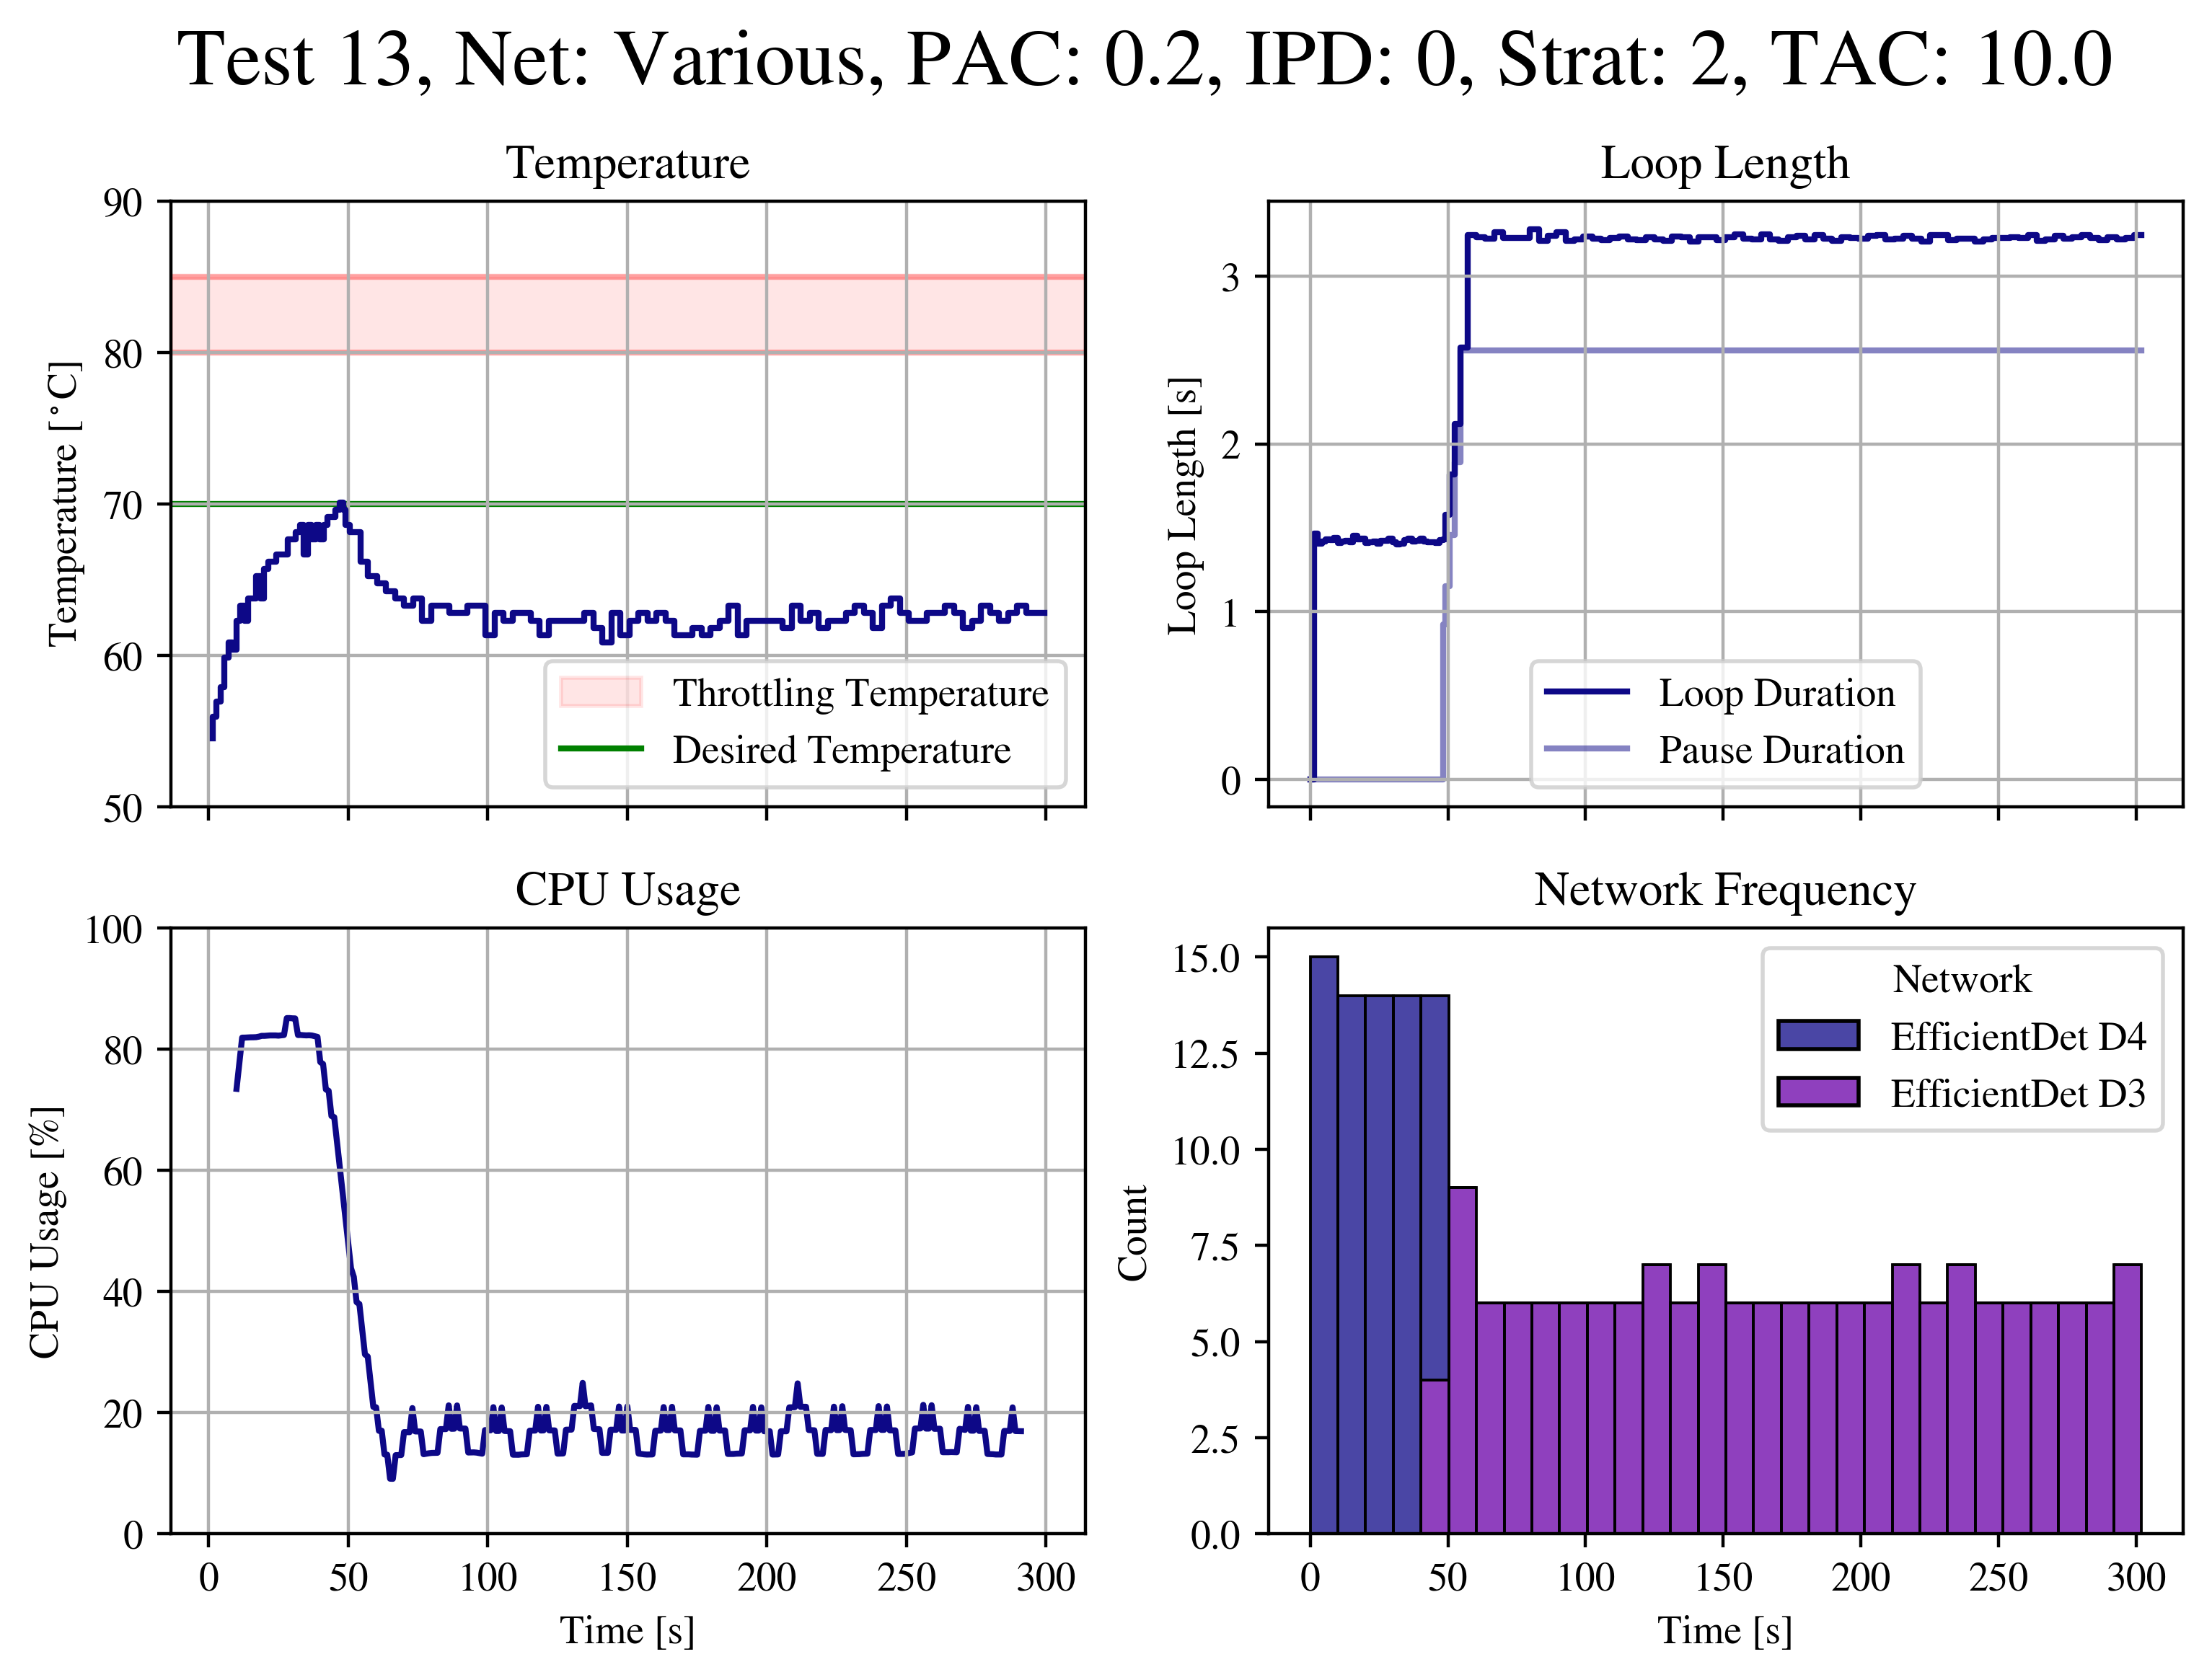 Test 13, Net: Various, PAC: 0.2, IPD: 0, Strat: 2, TAC: 10.0
Temperature
90
80
70
60
50
Temperature [°C]
Throttling Temperature
Desired Temperature
Loop Length
3
2
1
0
Loop Length [s]
Loop Duration
Pause Duration
CPU Usage
100
80
60
40
20
0
CPU Usage [%]
0 50 100 150 200 250 300
Time [s]
Network Frequency
15.0
12.5
10.0
7.5
5.0
2.5
0.0
Count
Network
EfficientDet D4
EfficientDet D3
0 50 100 150 200 250 300
Time [s]